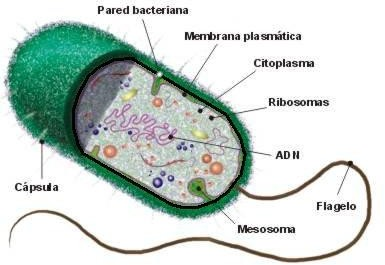 Pared bacteriana
Membrana plasmática
Citoplasma
Ribosomas
ADN
Cápsula
Flagelo
Mesosoma